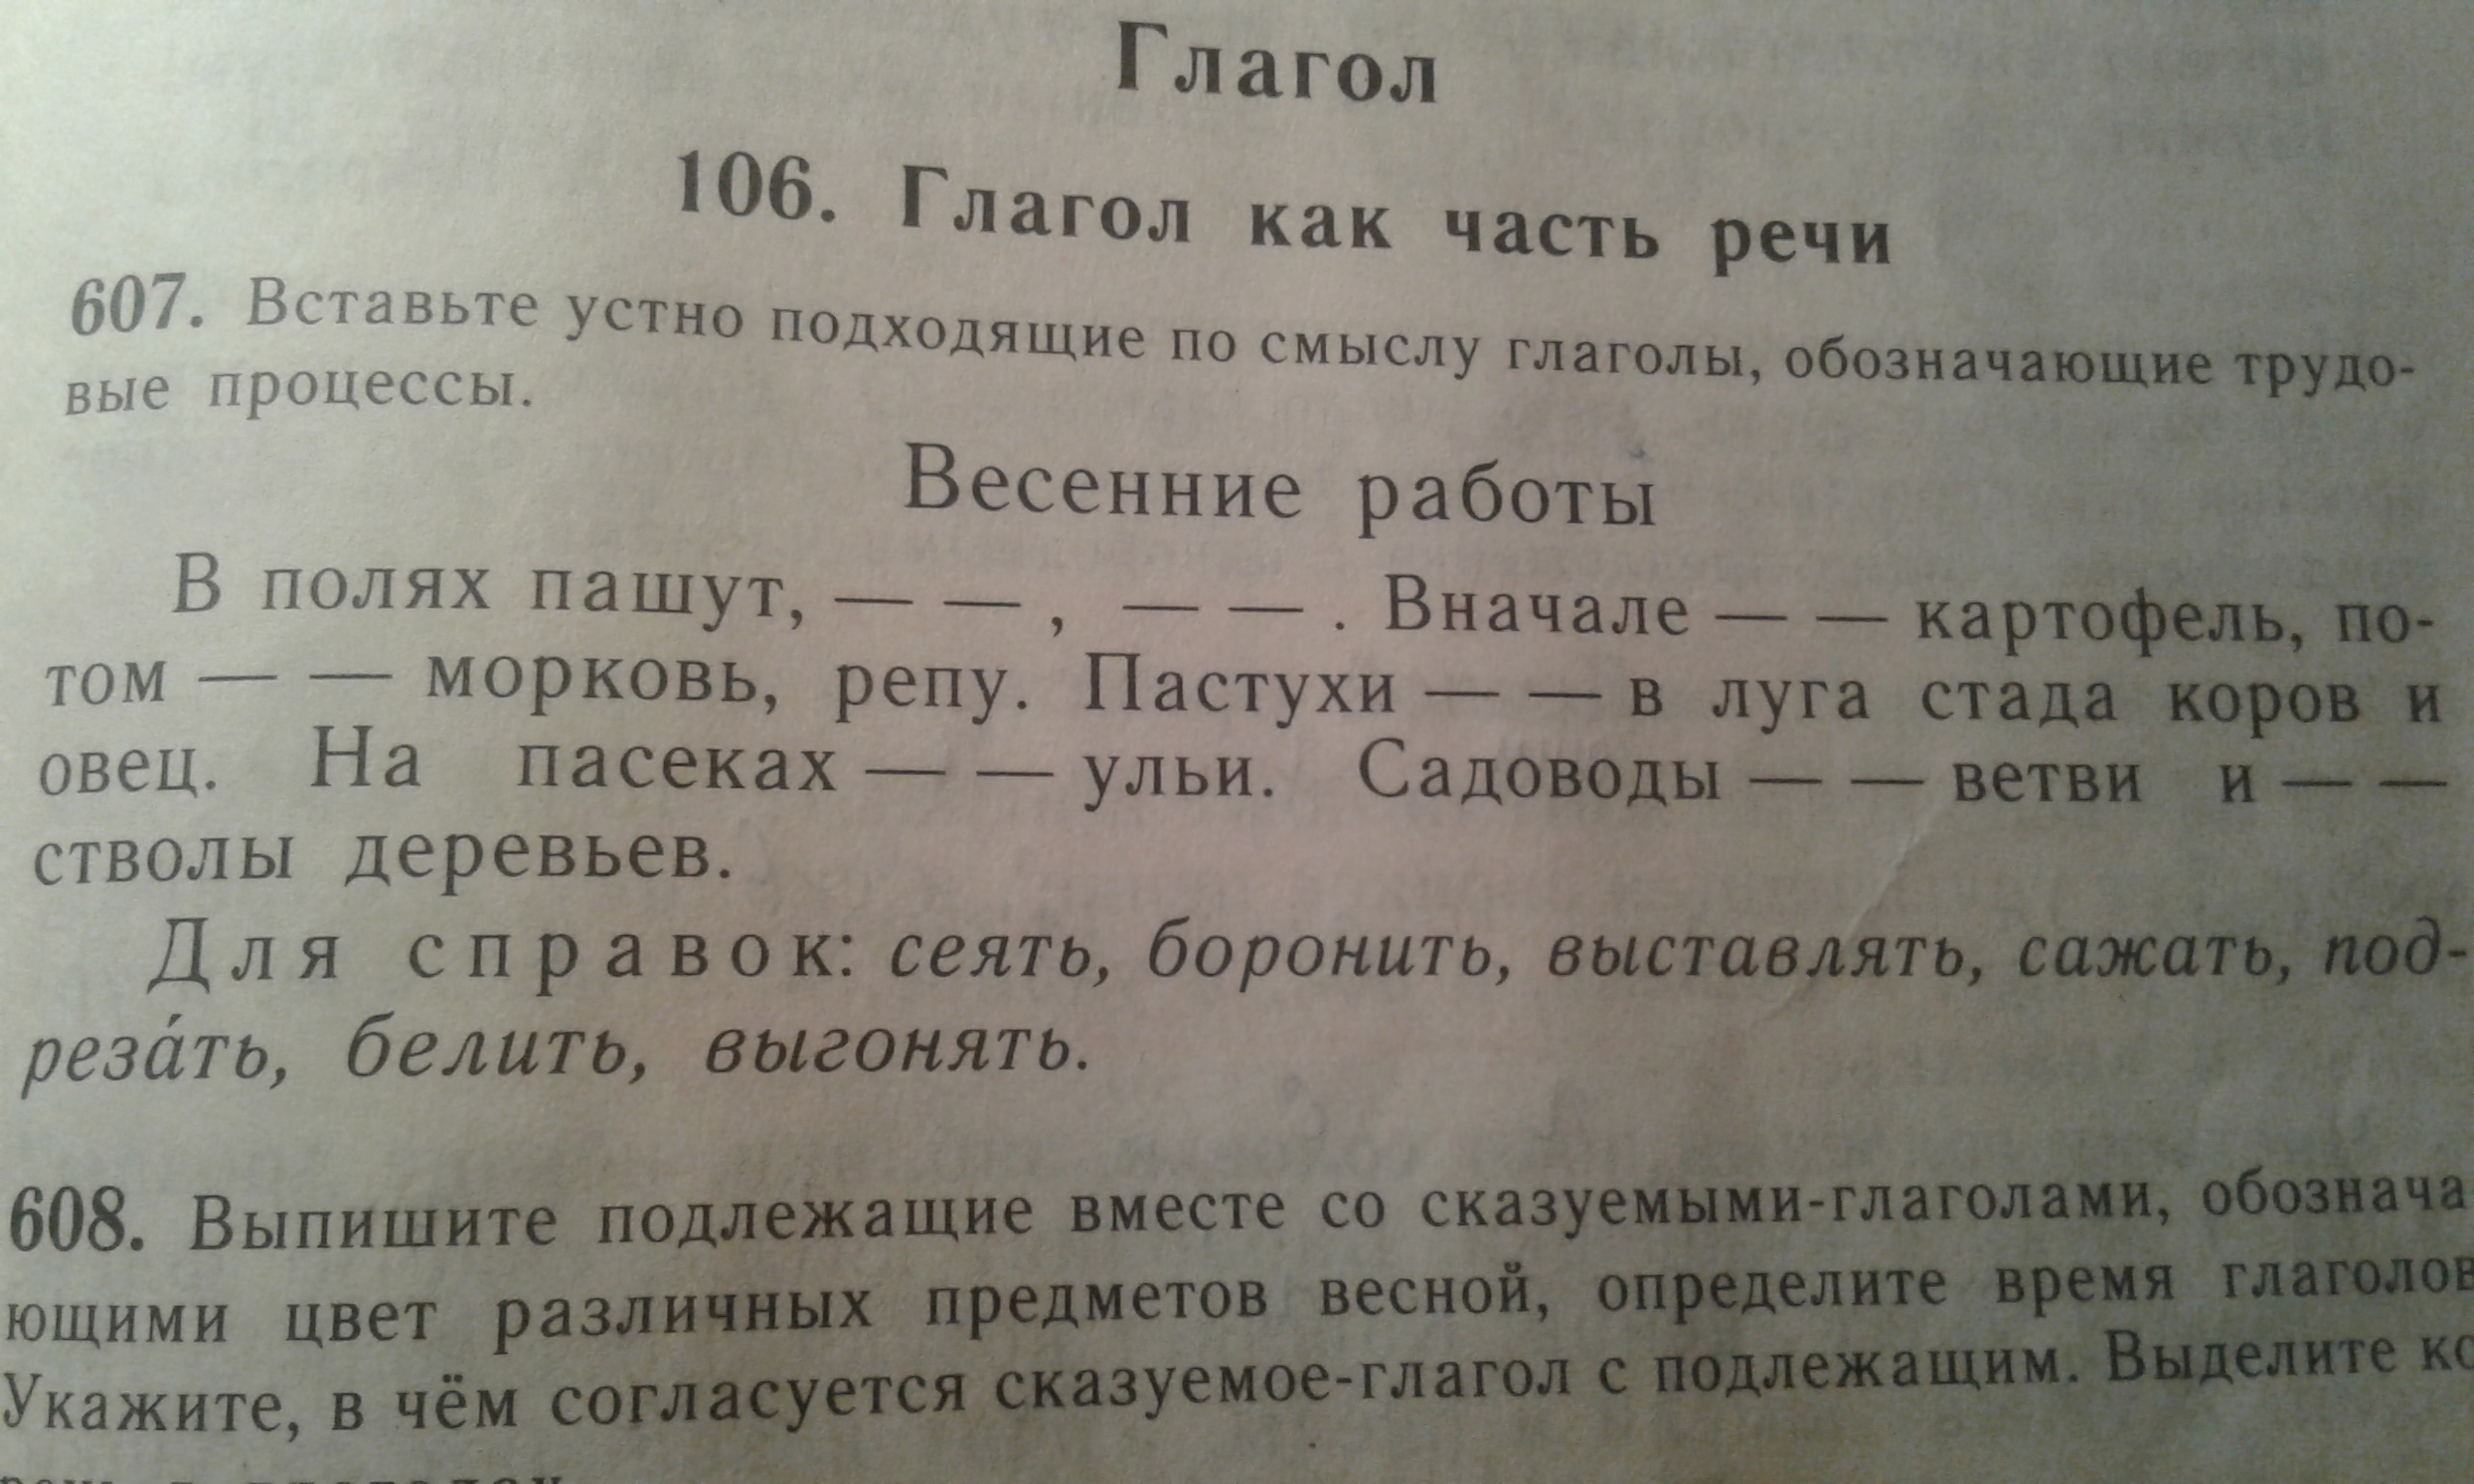 Глагол
106. Глагол как часть речи
607. Вставьте устно подходящие по смыслу глаголы, обозначающие трудо-
вые процессы.
Весенние работы
В полях пашут, — — , — — . Вначале — — картофель, по-
том — — морковь, репу. Пастухи — — в луга стада коров и
овец. На пасеках — — ульи. Садоводы — — ветви и — —
стволы деревьев.
Для справок: сеять, боронить, выставлять, сажать, под-
реза́ть, белить, выгонять.
608. Выпишите подлежащие вместе со сказуемыми-глаголами, обознача
ющими цвет различных предметов весной, определите время глаголов
Укажите, в чём согласуется сказуемое-глагол с подлежащим. Выделите